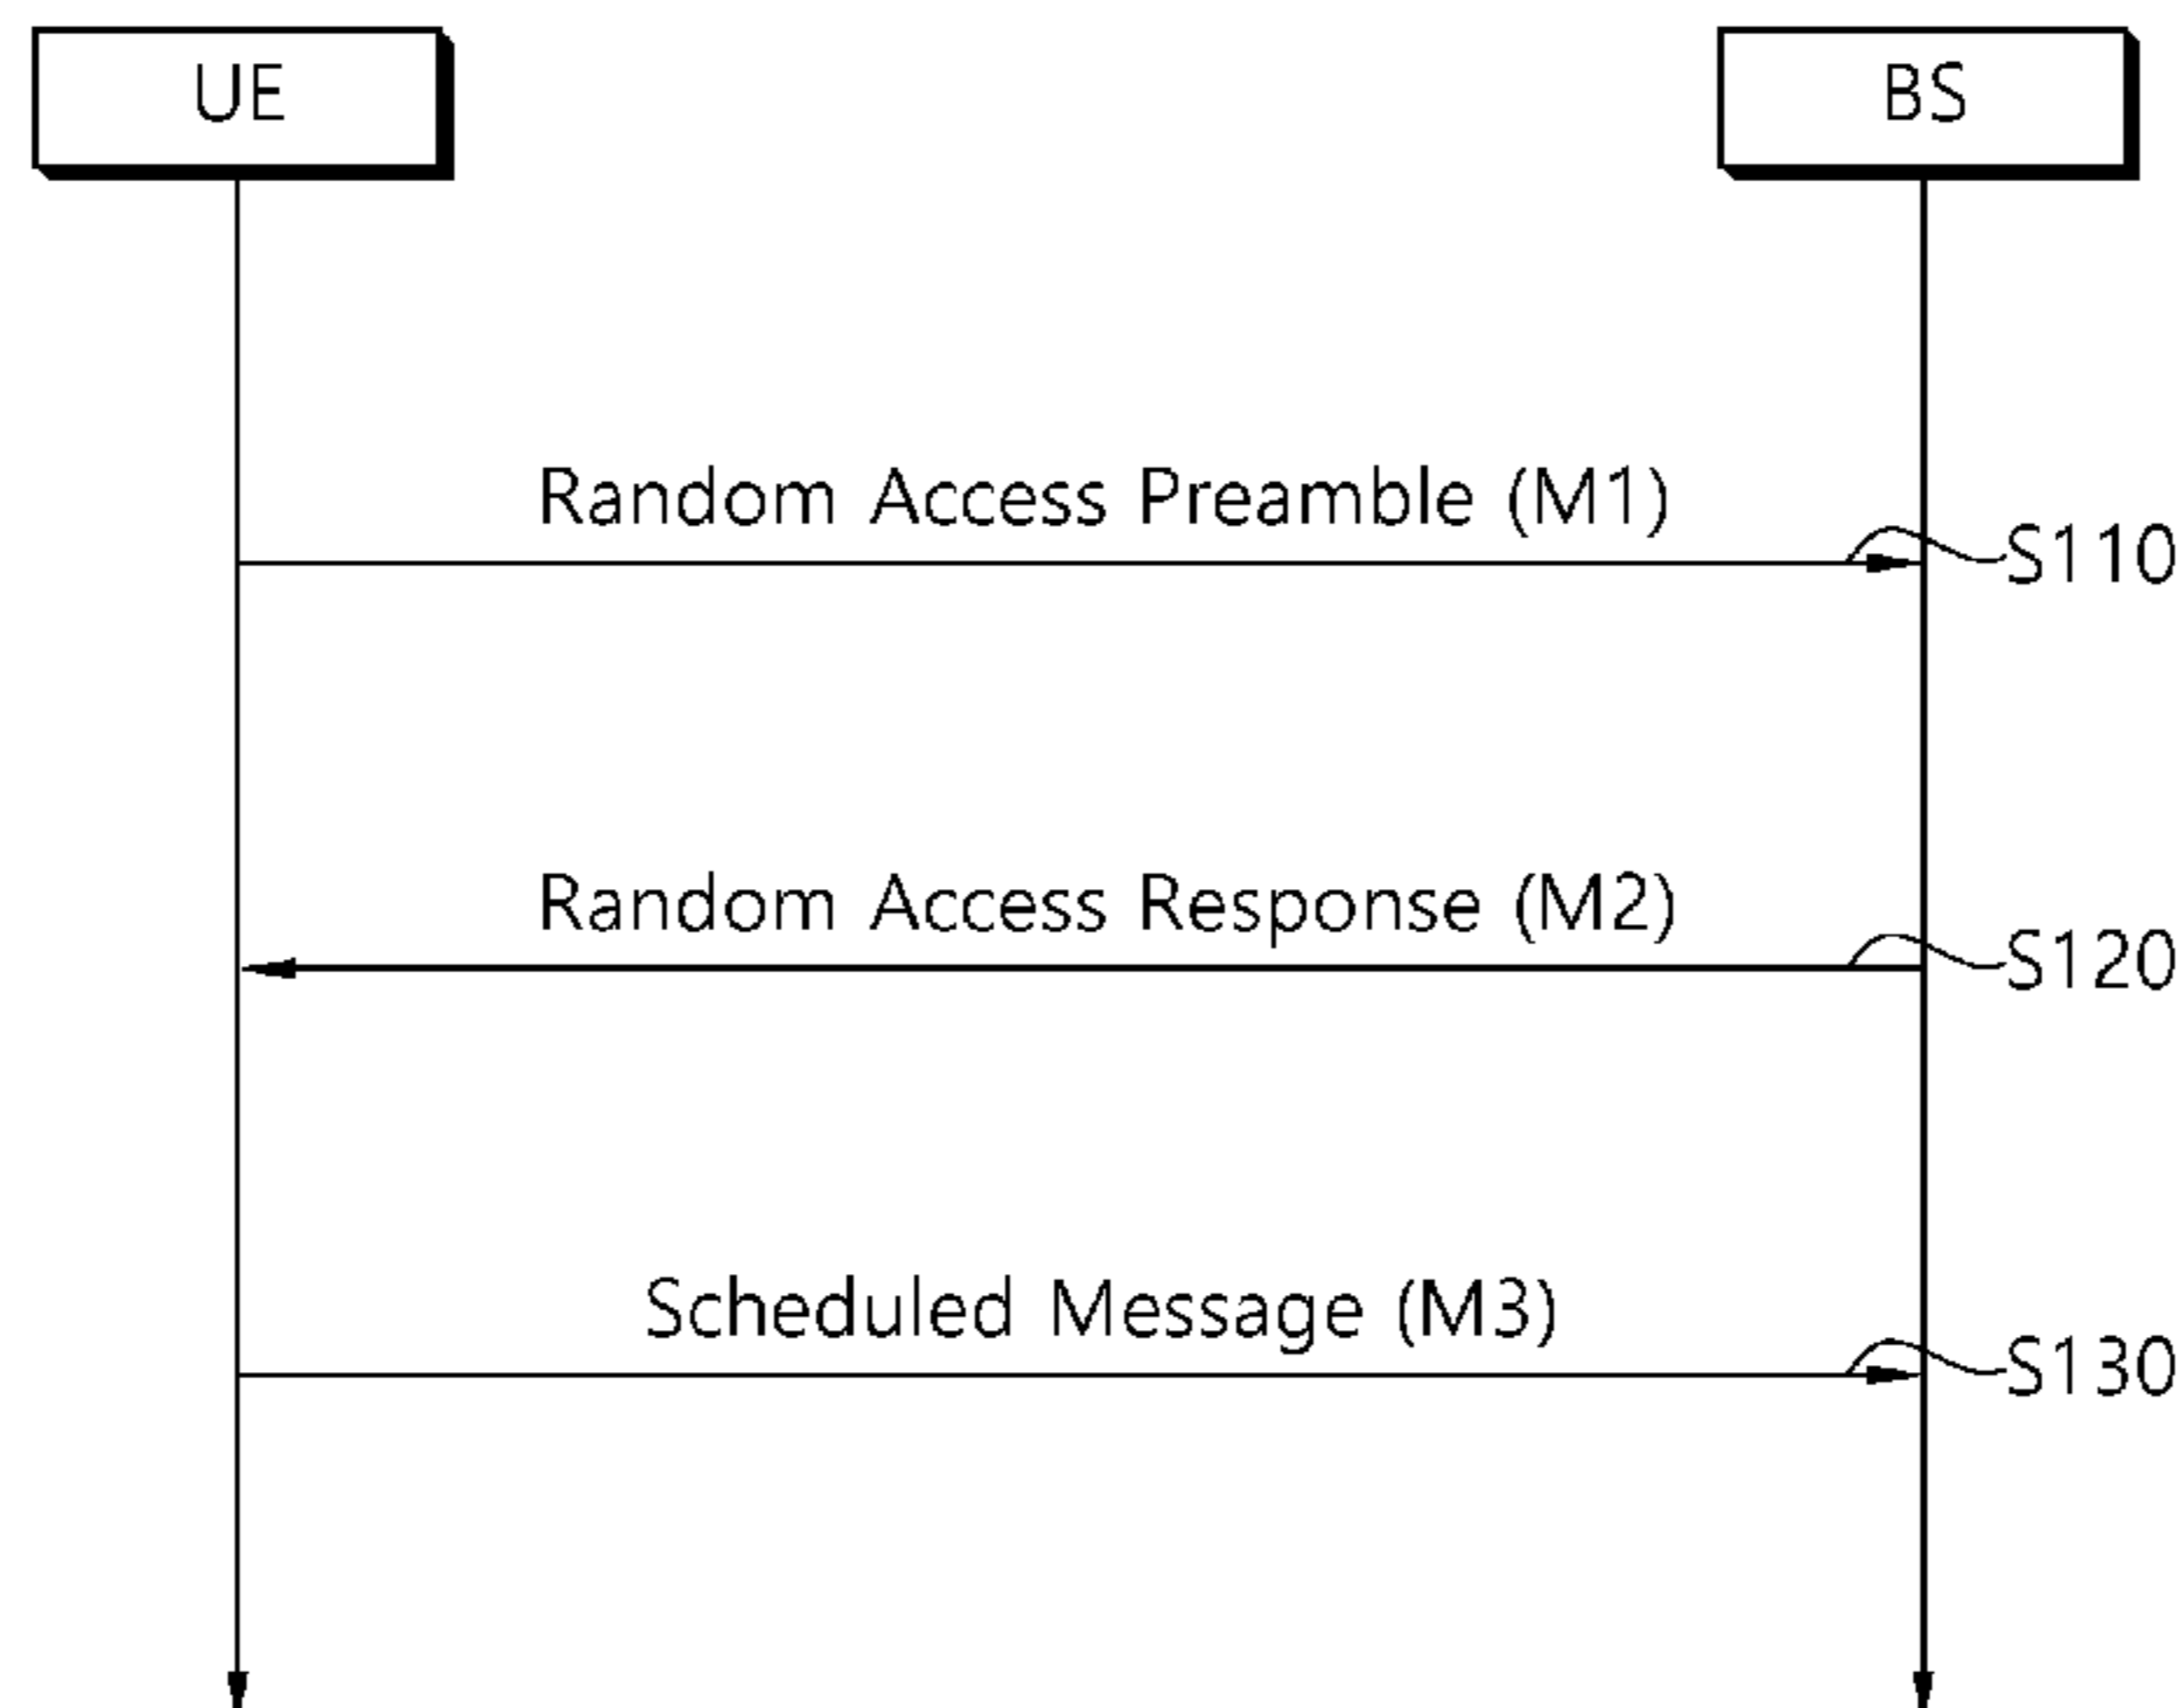 UE
BS
Random Access Preamble (M1)
S110
Random Access Response (M2)
S120
Scheduled Message (M3)
S130